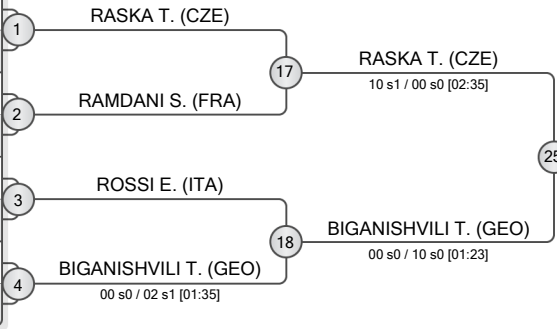 1
RASKA T. (CZE)
17
RASKA T. (CZE)
10 s1 / 00 s0 [02:35]
2
RAMDANI S. (FRA)
25
3
ROSSI E. (ITA)
18
BIGANISHVILI T. (GEO)
00 s0 / 10 s0 [01:23]
4
BIGANISHVILI T. (GEO)
00 s0 / 02 s1 [01:35]